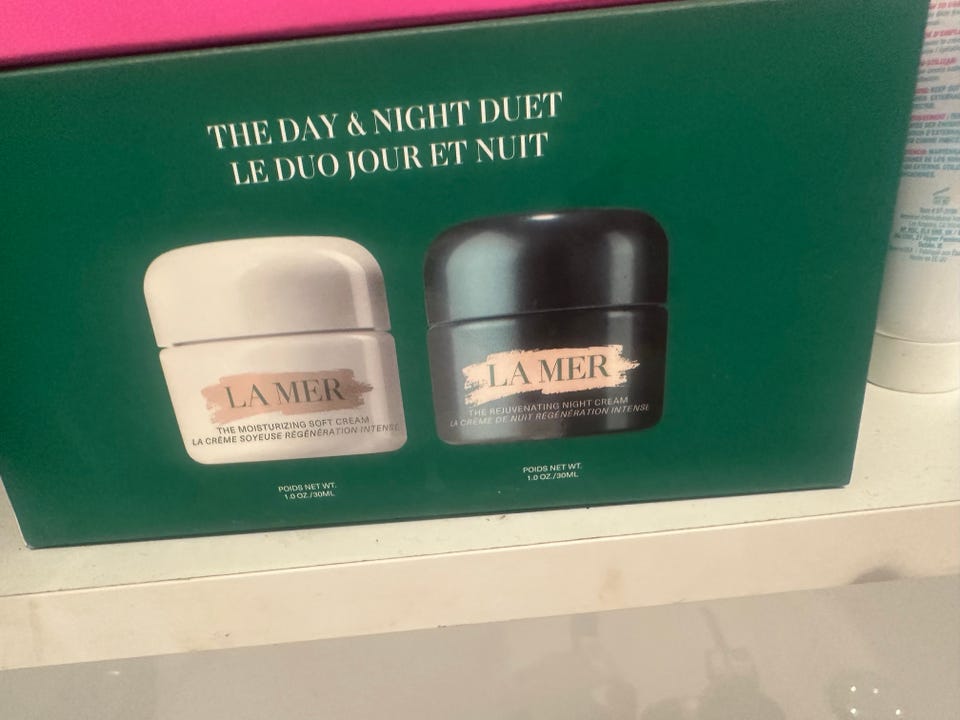 THE DAY & NIGHT DUET
LE DUO JOUR ET NUIT
LA MER
THE MOISTURIZING SOFT CREAM
LA CRÈME SOYEUSE RÉGÉNÉRATION INTENSE
POIDS NET WT.
1.0 OZ./30ML
LA MER
THE REJUVENATING NIGHT CREAM
LA CRÈME DE NUIT RÉGÉNÉRATION INTENSE
POIDS NET WT.
1.0 OZ./30ML